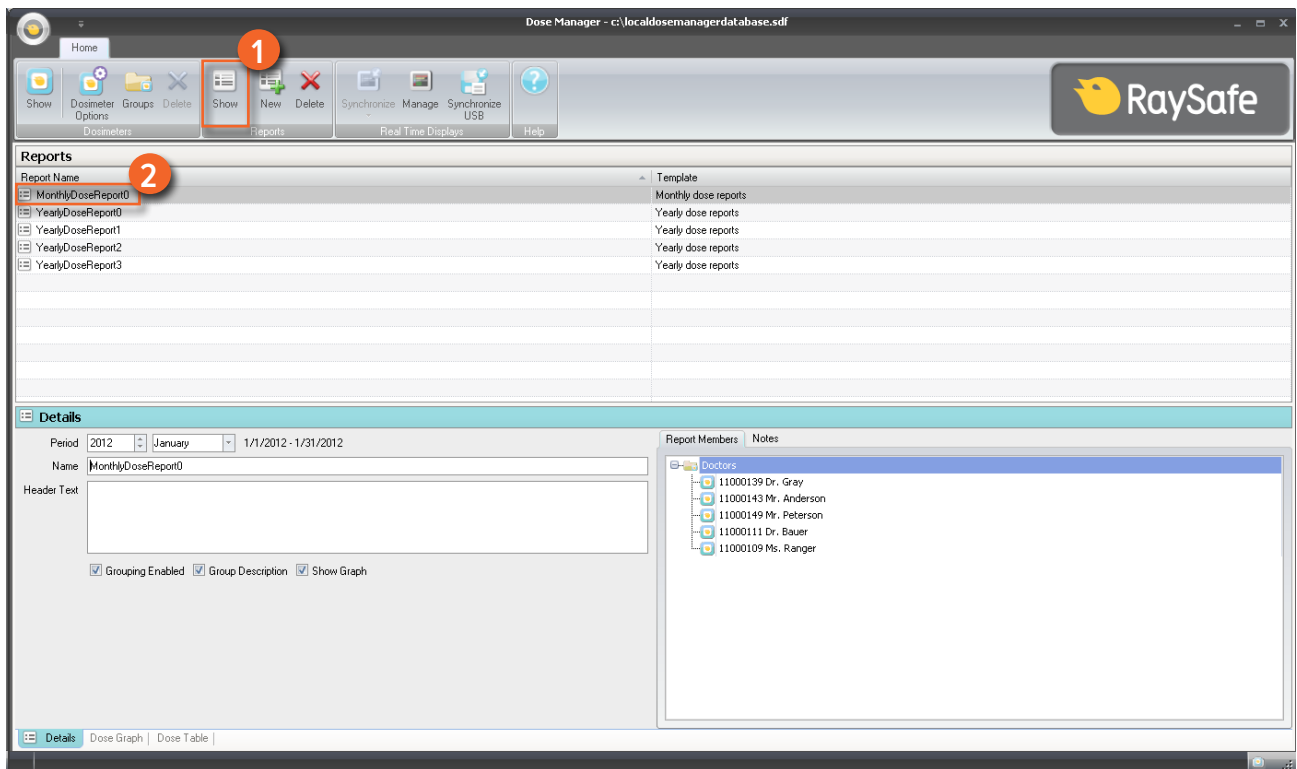 Dose Manager - c:\localdosemanagerdatabase.sdf
Home
1
Show Dosimeter Options Groups Delete Show New Delete Synchronize Manage Synchronize USB
Dosimeters Reports Real Time Displays Help
RaySafe
Reports
2
Report Name Template
MonthlyDoseReport0 Monthly dose reports
YearlyDoseReport0 Yearly dose reports
YearlyDoseReport1 Yearly dose reports
YearlyDoseReport2 Yearly dose reports
YearlyDoseReport3 Yearly dose reports
Details
Period 2012 January 1/1/2012 - 1/31/2012
Name MonthlyDoseReport0
Header Text
Grouping Enabled Group Description Show Graph
Report Members Notes
Doctors
11000139 Dr. Gray
11000143 Mr. Anderson
11000149 Mr. Peterson
11000111 Dr. Bauer
11000109 Ms. Ranger
Details Dose Graph | Dose Table |